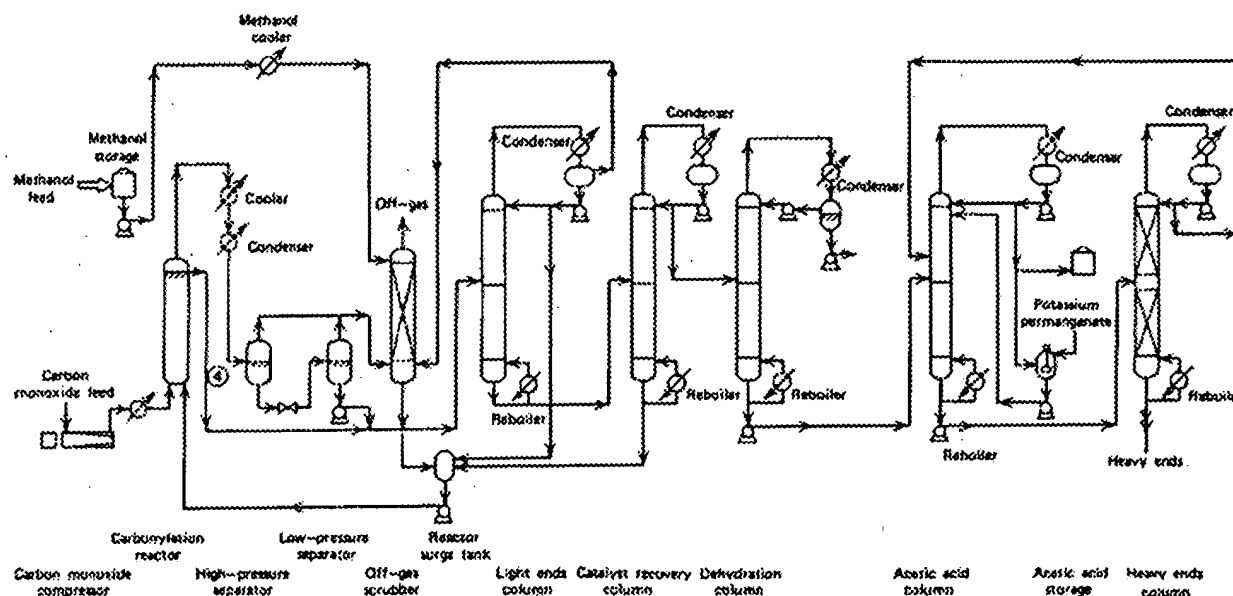 Methanol
cooler
Methanol
storage
Methanol
feed
Cooler
Condenser
Off-gas
Condenser
Condenser
Condenser
Condenser
Condenser
Potassium
permanganate
4
Carbon
monoxide feed
Reboiler
Reboiler
Reboiler
Reboiler
Reboiler
Heavy ends
Carbonylation
reactor
Low-pressure
separator
Reactor
surge tank
Carbon monoxide
compressor
High-pressure
separator
Off-gas
scrubber
Light ends
column
Catalyst recovery
column
Dehydration
column
Acetic acid
column
Acetic acid
storage
Heavy ends
column